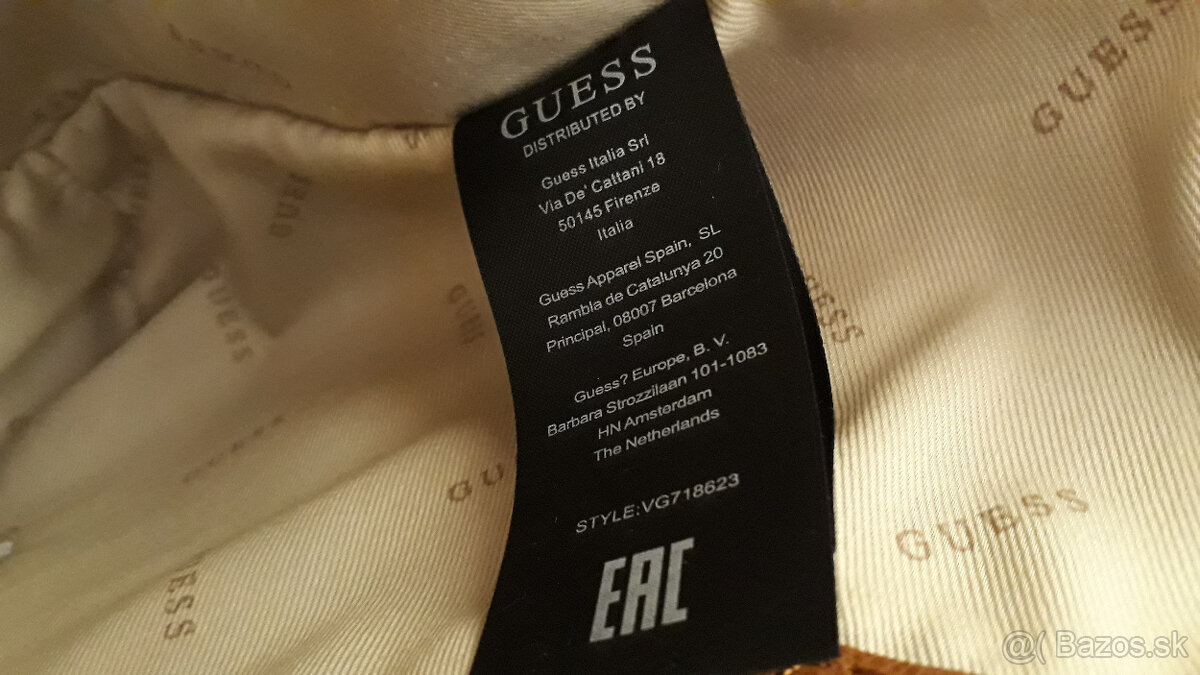 GUESS
DISTRIBUTED BY
Guess Italia Srl
Via De' Cattani 18
50145 Firenze
Italia
Guess Apparel Spain, SL
Rambla de Catalunya 20
Principal, 08007 Barcelona
Spain
Guess? Europe, B. V.
Barbara Strozzilaan 101-1083
HN Amsterdam
The Netherlands
STYLE:VG718623
EAC
GUESS
GUESS
GUESS
@( Bazos.sk